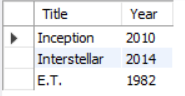 Title Year
Inception 2010
Interstellar 2014
E.T. 1982